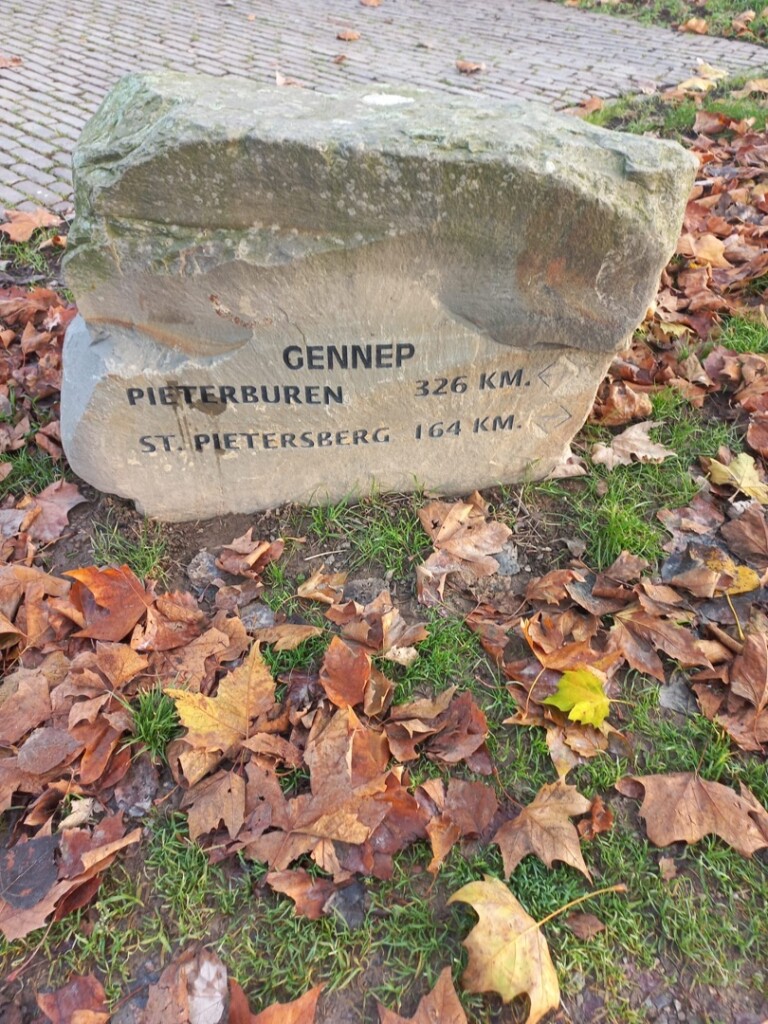 GENNEP
PIETERBUREN 326 KM.
ST. PIETERSBERG 164 KM.